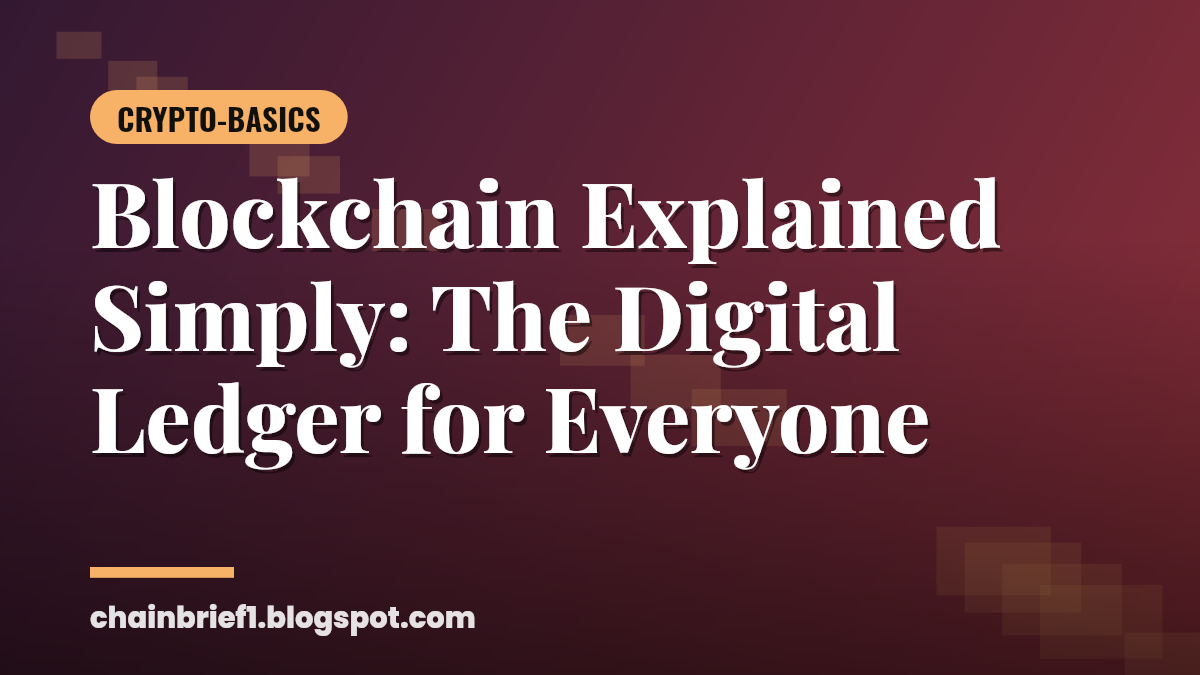 CRYPTO-BASICS
Blockchain Explained
Simply: The Digital
Ledger for Everyone
chainbrief1.blogspot.com